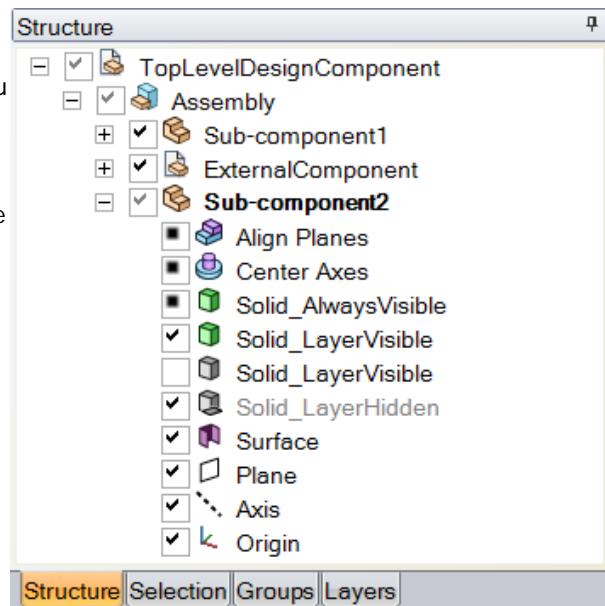 Structure
TopLevelDesignComponent
u
Assembly
Sub-component1
ExternalComponent
e
Sub-component2
Align Planes
Center Axes
Solid_AlwaysVisible
Solid_LayerVisible
Solid_LayerVisible
Solid_LayerHidden
Surface
Plane
Axis
Origin
Structure Selection Groups Layers